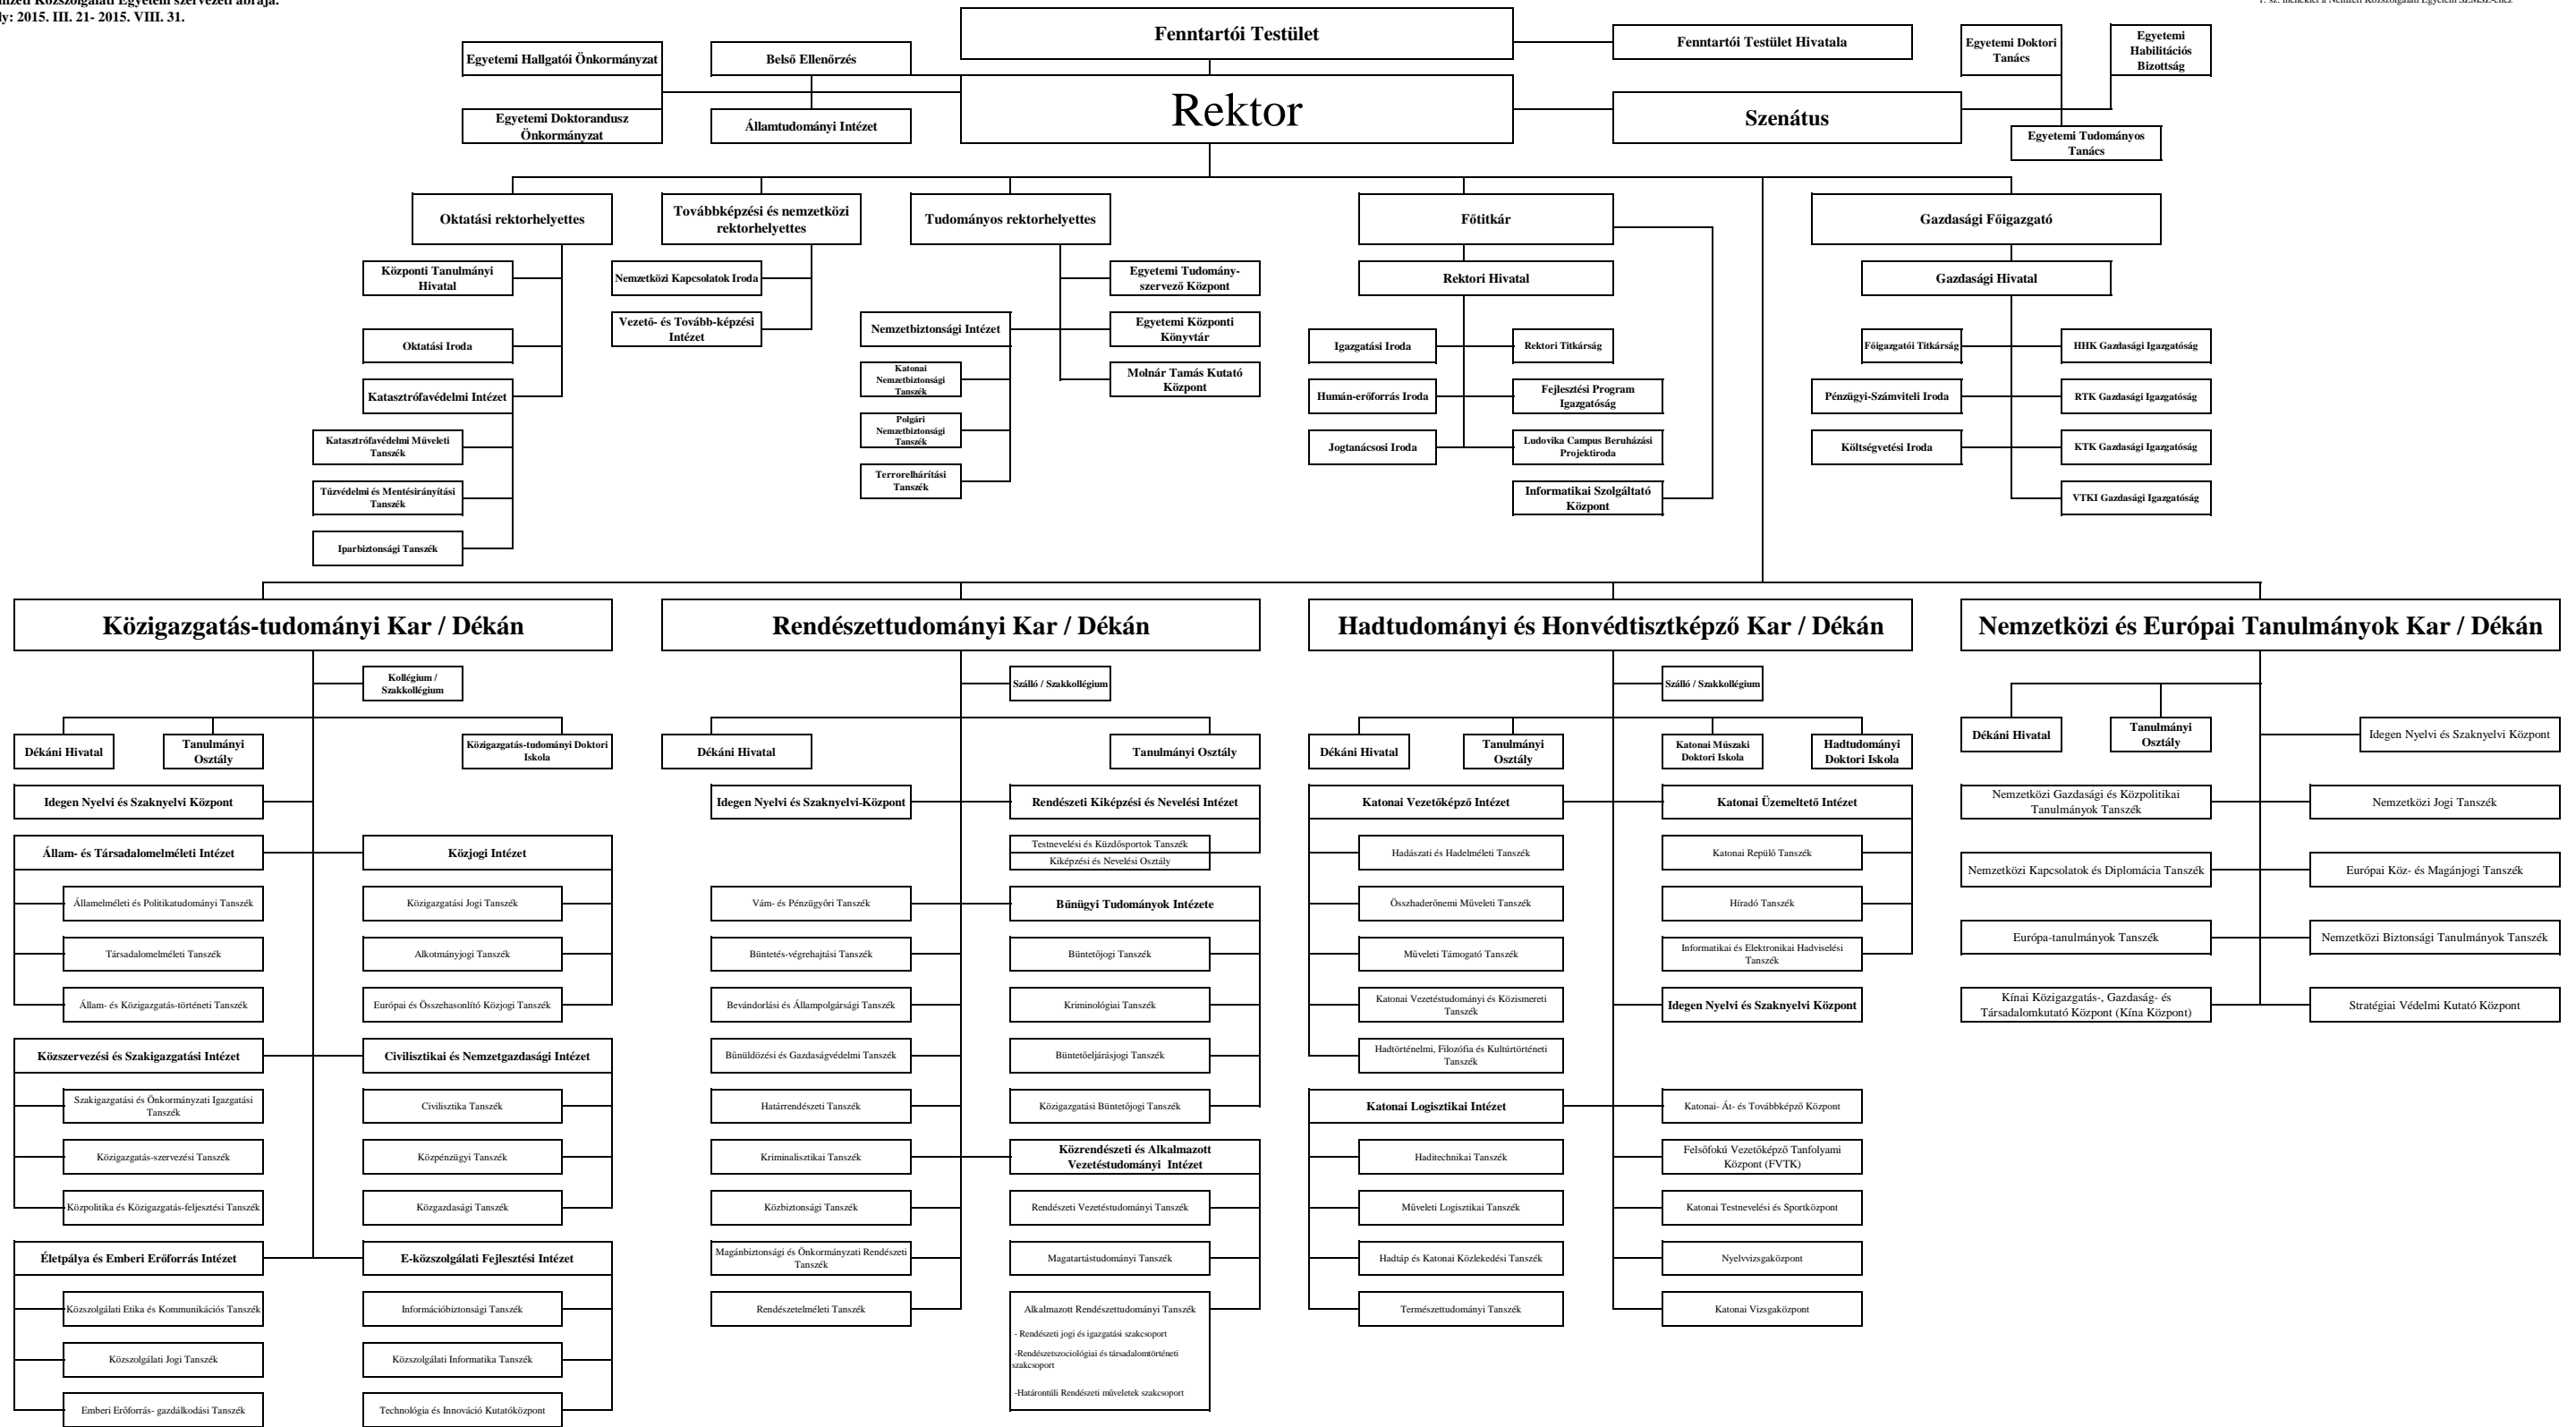 Közszolgálati Egyetem szervezeti ábrája.
2015. III. 21- 2015. VIII. 31.
1. sz. melléklet a Nemzeti Közszolgálati Egyetem SZMSZ-éhez
Fenntartói Testület
Fenntartói Testület Hivatala
Egyetemi Hallgatói Önkormányzat
Belső Ellenőrzés
Egyetemi Doktori
Tanács
Egyetemi
Habilitációs
Bizottság
Rektor
Szenátus
Egyetemi Doktorandusz
Önkormányzat
Államtudományi Intézet
Egyetemi Tudományos
Tanács
Oktatási rektorhelyettes
Továbbképzési és nemzetközi
rektorhelyettes
Tudományos rektorhelyettes
Főtitkár
Gazdasági Főigazgató
Központi Tanulmányi
Hivatal
Oktatási Iroda
Katasztrófavédelmi Intézet
Katasztrófavédelmi Műveleti
Tanszék
Tűzvédelmi és Mentésirányítási
Tanszék
Iparbiztonsági Tanszék
Nemzetközi Kapcsolatok Iroda
Vezető- és Tovább-képzési
Intézet
Egyetemi Tudomány-
szervező Központ
Nemzetbiztonsági Intézet
Egyetemi Központi
Könyvtár
Katonai
Nemzetbiztonsági
Tanszék
Molnár Tamás Kutató
Központ
Polgári
Nemzetbiztonsági
Tanszék
Terrorelhárítási
Tanszék
Rektori Hivatal
Igazgatási Iroda
Rektori Titkárság
Humán-erőforrás Iroda
Fejlesztési Program
Igazgatóság
Jogtanácsosi Iroda
Ludovika Campus Beruházási
Projektiroda
Informatikai Szolgáltató
Központ
Gazdasági Hivatal
Főigazgatói Titkárság
HHK Gazdasági Igazgatóság
Pénzügyi-Számviteli Iroda
RTK Gazdasági Igazgatóság
Költségvetési Iroda
KTK Gazdasági Igazgatóság
VTKI Gazdasági Igazgatóság
Közigazgatás-tudományi Kar / Dékán
Kollégium /
Szakkollégium
Dékáni Hivatal
Tanulmányi
Osztály
Közigazgatás-tudományi Doktori
Iskola
Idegen Nyelvi és Szaknyelvi Központ
Állam- és Társadalomelméleti Intézet
Államelméleti és Politikatudományi Tanszék
Társadalomelméleti Tanszék
Állam- és Közigazgatás-történeti Tanszék
Közjogi Intézet
Közigazgatási Jogi Tanszék
Alkotmányjogi Tanszék
Európai és Összehasonlító Közjogi Tanszék
Közszervezési és Szakigazgatási Intézet
Szakigazgatási és Önkormányzati Igazgatási
Tanszék
Közigazgatás-szervezési Tanszék
Közpolitika és Közigazgatás-feljesztési Tanszék
Civilisztikai és Nemzetgazdasági Intézet
Civilisztika Tanszék
Közpénzügyi Tanszék
Közgazdasági Tanszék
Életpálya és Emberi Erőforrás Intézet
Közszolgálati Etika és Kommunikációs Tanszék
Közszolgálati Jogi Tanszék
Emberi Erőforrás- gazdálkodási Tanszék
E-közszolgálati Fejlesztési Intézet
Információbiztonsági Tanszék
Közszolgálati Informatika Tanszék
Technológia és Innováció Kutatóközpont
Rendészettudományi Kar / Dékán
Szálló / Szakkollégium
Dékáni Hivatal
Tanulmányi Osztály
Idegen Nyelvi és Szaknyelvi-Központ
Rendészeti Kiképzési és Nevelési Intézet
Testnevelési és Küzdősportok Tanszék
Kiképzési és Nevelési Osztály
Vám- és Pénzügyőri Tanszék
Büntetés-végrehajtási Tanszék
Bevándorlási és Állampolgársági Tanszék
Bűnüldözési és Gazdaságvédelmi Tanszék
Határrendészeti Tanszék
Kriminalisztikai Tanszék
Közbiztonsági Tanszék
Magánbiztonsági és Önkormányzati Rendészeti
Tanszék
Rendészetelméleti Tanszék
Bűnügyi Tudományok Intézete
Büntetőjogi Tanszék
Kriminológiai Tanszék
Büntetőeljárásjogi Tanszék
Közigazgatási Büntetőjogi Tanszék
Közrendészeti és Alkalmazott
Vezetéstudományi Intézet
Rendészeti Vezetéstudományi Tanszék
Magatartástudományi Tanszék
Alkalmazott Rendészettudományi Tanszék
- Rendészeti jogi és igazgatási szakcsoport
-Rendészetszociológiai és társadalomtörténeti
szakcsoport
-Határontúli Rendészeti műveletek szakcsoport
Hadtudományi és Honvédtisztképző Kar / Dékán
Szálló / Szakkollégium
Dékáni Hivatal
Tanulmányi
Osztály
Katonai Műszaki
Doktori Iskola
Hadtudományi
Doktori Iskola
Katonai Vezetőképző Intézet
Hadászati és Hadelméleti Tanszék
Összhaderőnemi Műveleti Tanszék
Műveleti Támogató Tanszék
Katonai Vezetéstudományi és Közismereti
Tanszék
Hadtörténelmi, Filozófia és Kultúrtörténeti
Tanszék
Katonai Üzemeltető Intézet
Katonai Repülő Tanszék
Híradó Tanszék
Informatikai és Elektronikai Hadviselési
Tanszék
Idegen Nyelvi és Szaknyelvi Központ
Katonai Logisztikai Intézet
Haditechnikai Tanszék
Műveleti Logisztikai Tanszék
Hadtáp és Katonai Közlekedési Tanszék
Természettudományi Tanszék
Katonai- Át- és Továbbképző Központ
Felsőfokú Vezetőképző Tanfolyami
Központ (FVTK)
Katonai Testnevelési és Sportközpont
Nyelvvizsgaközpont
Katonai Vizsgaközpont
Nemzetközi és Európai Tanulmányok Kar / Dékán
Dékáni Hivatal
Tanulmányi
Osztály
Idegen Nyelvi és Szaknyelvi Központ
Nemzetközi Gazdasági és Közpolitikai
Tanulmányok Tanszék
Nemzetközi Jogi Tanszék
Nemzetközi Kapcsolatok és Diplomácia Tanszék
Európai Köz- és Magánjogi Tanszék
Európa-tanulmányok Tanszék
Nemzetközi Biztonsági Tanulmányok Tanszék
Kínai Közigazgatás-, Gazdaság- és
Társadalomkutató Központ (Kína Központ)
Stratégiai Védelmi Kutató Központ